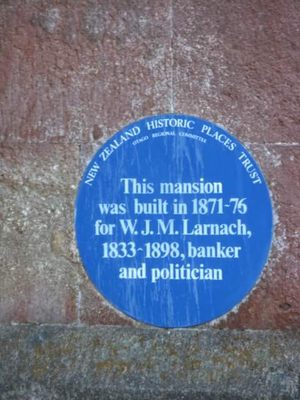 NEW ZEALAND HISTORIC PLACES TRUST
OTAGO REGIONAL COMMITTEE
This mansion
was built in 1871-76
for W. J. M. Larnach,
1833-1898, banker
and politician